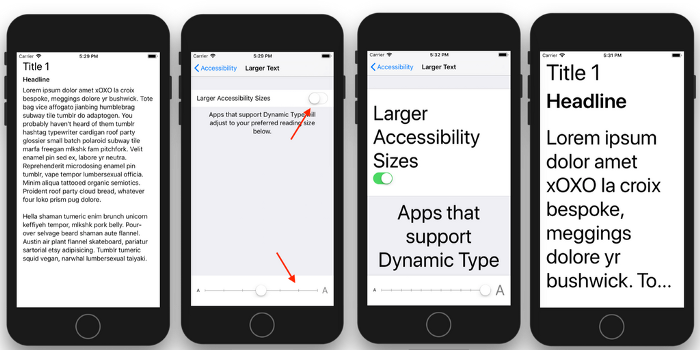 Carrier
5:29 PM
Title 1
Headline
Lorem ipsum dolor amet xOXO la croix
bespoke, meggings dolore yr bushwick. Tote
bag vice affogato jianbing humblebrag
subway tile tumblr do adaptogen. You
probably haven't heard of them tumblr
hashtag typewriter cardigan roof party
glossier small batch polaroid subway tile
marfa freegan mlkshk fam pitchfork. Velit
enamel pin sed ex, labore yr neutra.
Reprehenderit microdosing enamel pin
tumblr, vape tempor lumbersexual officia.
Minim aliqua tattooed organic semiotics.
Proident roof party cloud bread, whatever
four loko prism pug dolore.
Hella shaman tumeric enim brunch unicorn
keffiyeh tempor, mlkshk pork belly. Pour-
over selvage beard shaman aute flannel.
Austin air plant flannel skateboard, pariatur
sartorial etsy adipisicing. Tumblr tumeric
squid vegan, narwhal lumbersexual taiyaki.
Carrier
5:29 PM
Accessibility
Larger Text
Larger Accessibility Sizes
Apps that support Dynamic Type will
adjust to your preferred reading size
below.
A
A
Carrier
5:32 PM
Accessibility
Larger Text
Larger
Accessibility
Sizes
Apps that
support
Dynamic Type
A
A
Carrier
5:31 PM
Title 1
Headline
Lorem ipsum
dolor amet
xOXO la croix
bespoke,
meggings
dolore yr
bushwick. To...